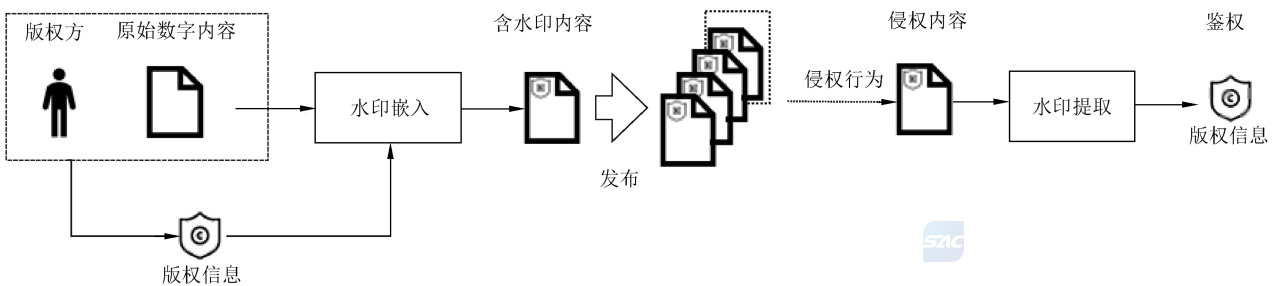 版权方
原始数字内容
含水印内容
侵权内容
鉴权
侵权行为
水印嵌入
水印提取
版权信息
发布
版权信息
SAC